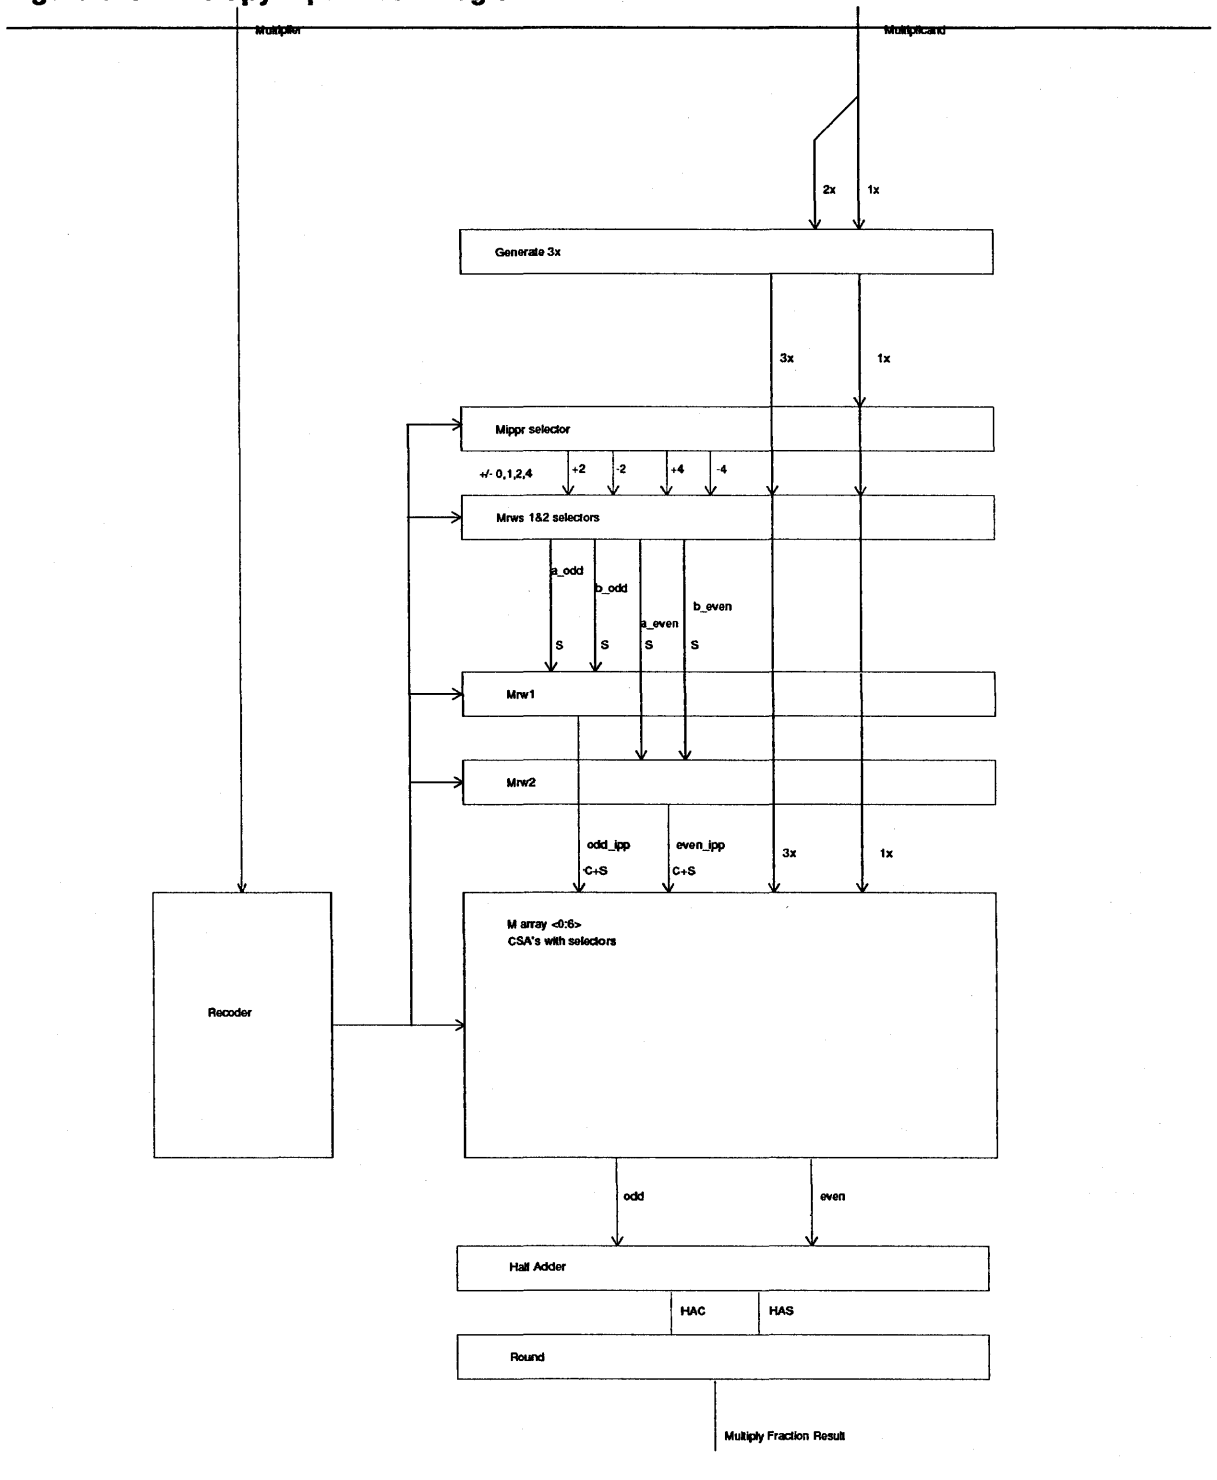 Multiplier
Multiplicand
2x
1x
Generate 3x
3x
1x
Mippr selector
+/- 0,1,2,4
+2
-2
+4
-4
Mrws 1&2 selectors
a_odd
b_odd
b_even
a_even
S
S
S
S
Mrw1
Mrw2
odd_ipp
even_ipp
3x
1x
C+S
C+S
M array <0:6>
CSA's with selectors
Recoder
odd
even
Half Adder
HAC
HAS
Round
Multiply Fraction Result